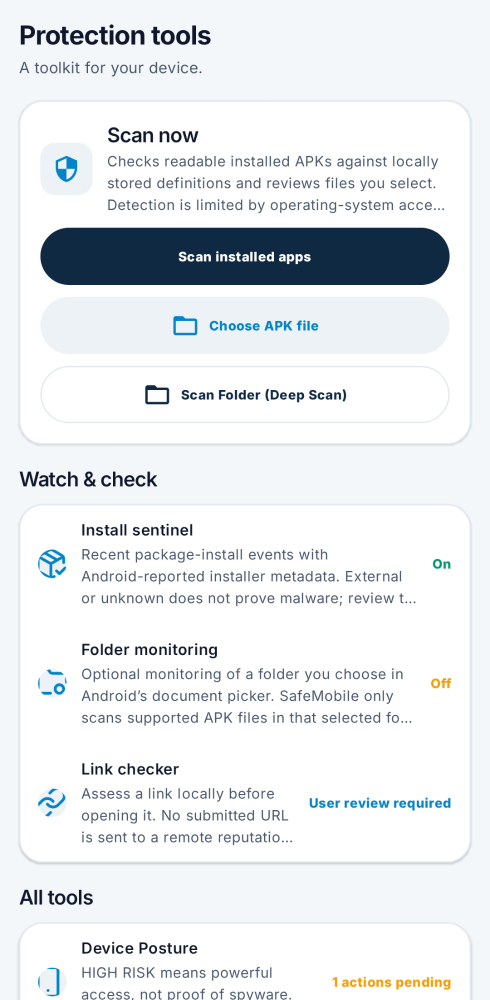 Protection tools
A toolkit for your device.
Scan now
Checks readable installed APKs against locally
stored definitions and reviews files you select.
Detection is limited by operating-system acce...
Scan installed apps
Choose APK file
Scan Folder (Deep Scan)
Watch & check
Install sentinel
Recent package-install events with
Android-reported installer metadata. External
or unknown does not prove malware; review t...
On
Folder monitoring
Optional monitoring of a folder you choose in
Android’s document picker. SafeMobile only
scans supported APK files in that selected fo...
Off
Link checker
Assess a link locally before
opening it. No submitted URL
is sent to a remote reputatio...
User review required
All tools
Device Posture
HIGH RISK means powerful
access, not proof of spyware.
1 actions pending